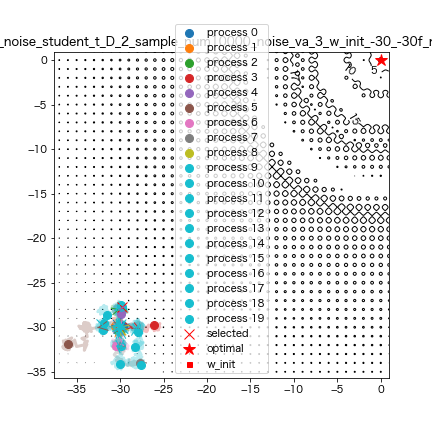 _noise_student_t_D_2_sample_num_10000_noise_va_3_w_init_-30_-30f_r
process 0
process 1
process 2
process 3
process 4
process 5
process 6
process 7
process 8
process 9
process 10
process 11
process 12
process 13
process 14
process 15
process 16
process 17
process 18
process 19
selected
optimal
w_init
0
−5
−10
−15
−20
−25
−30
−35
−35
−30
−25
−20
−15
−10
−5
0
5